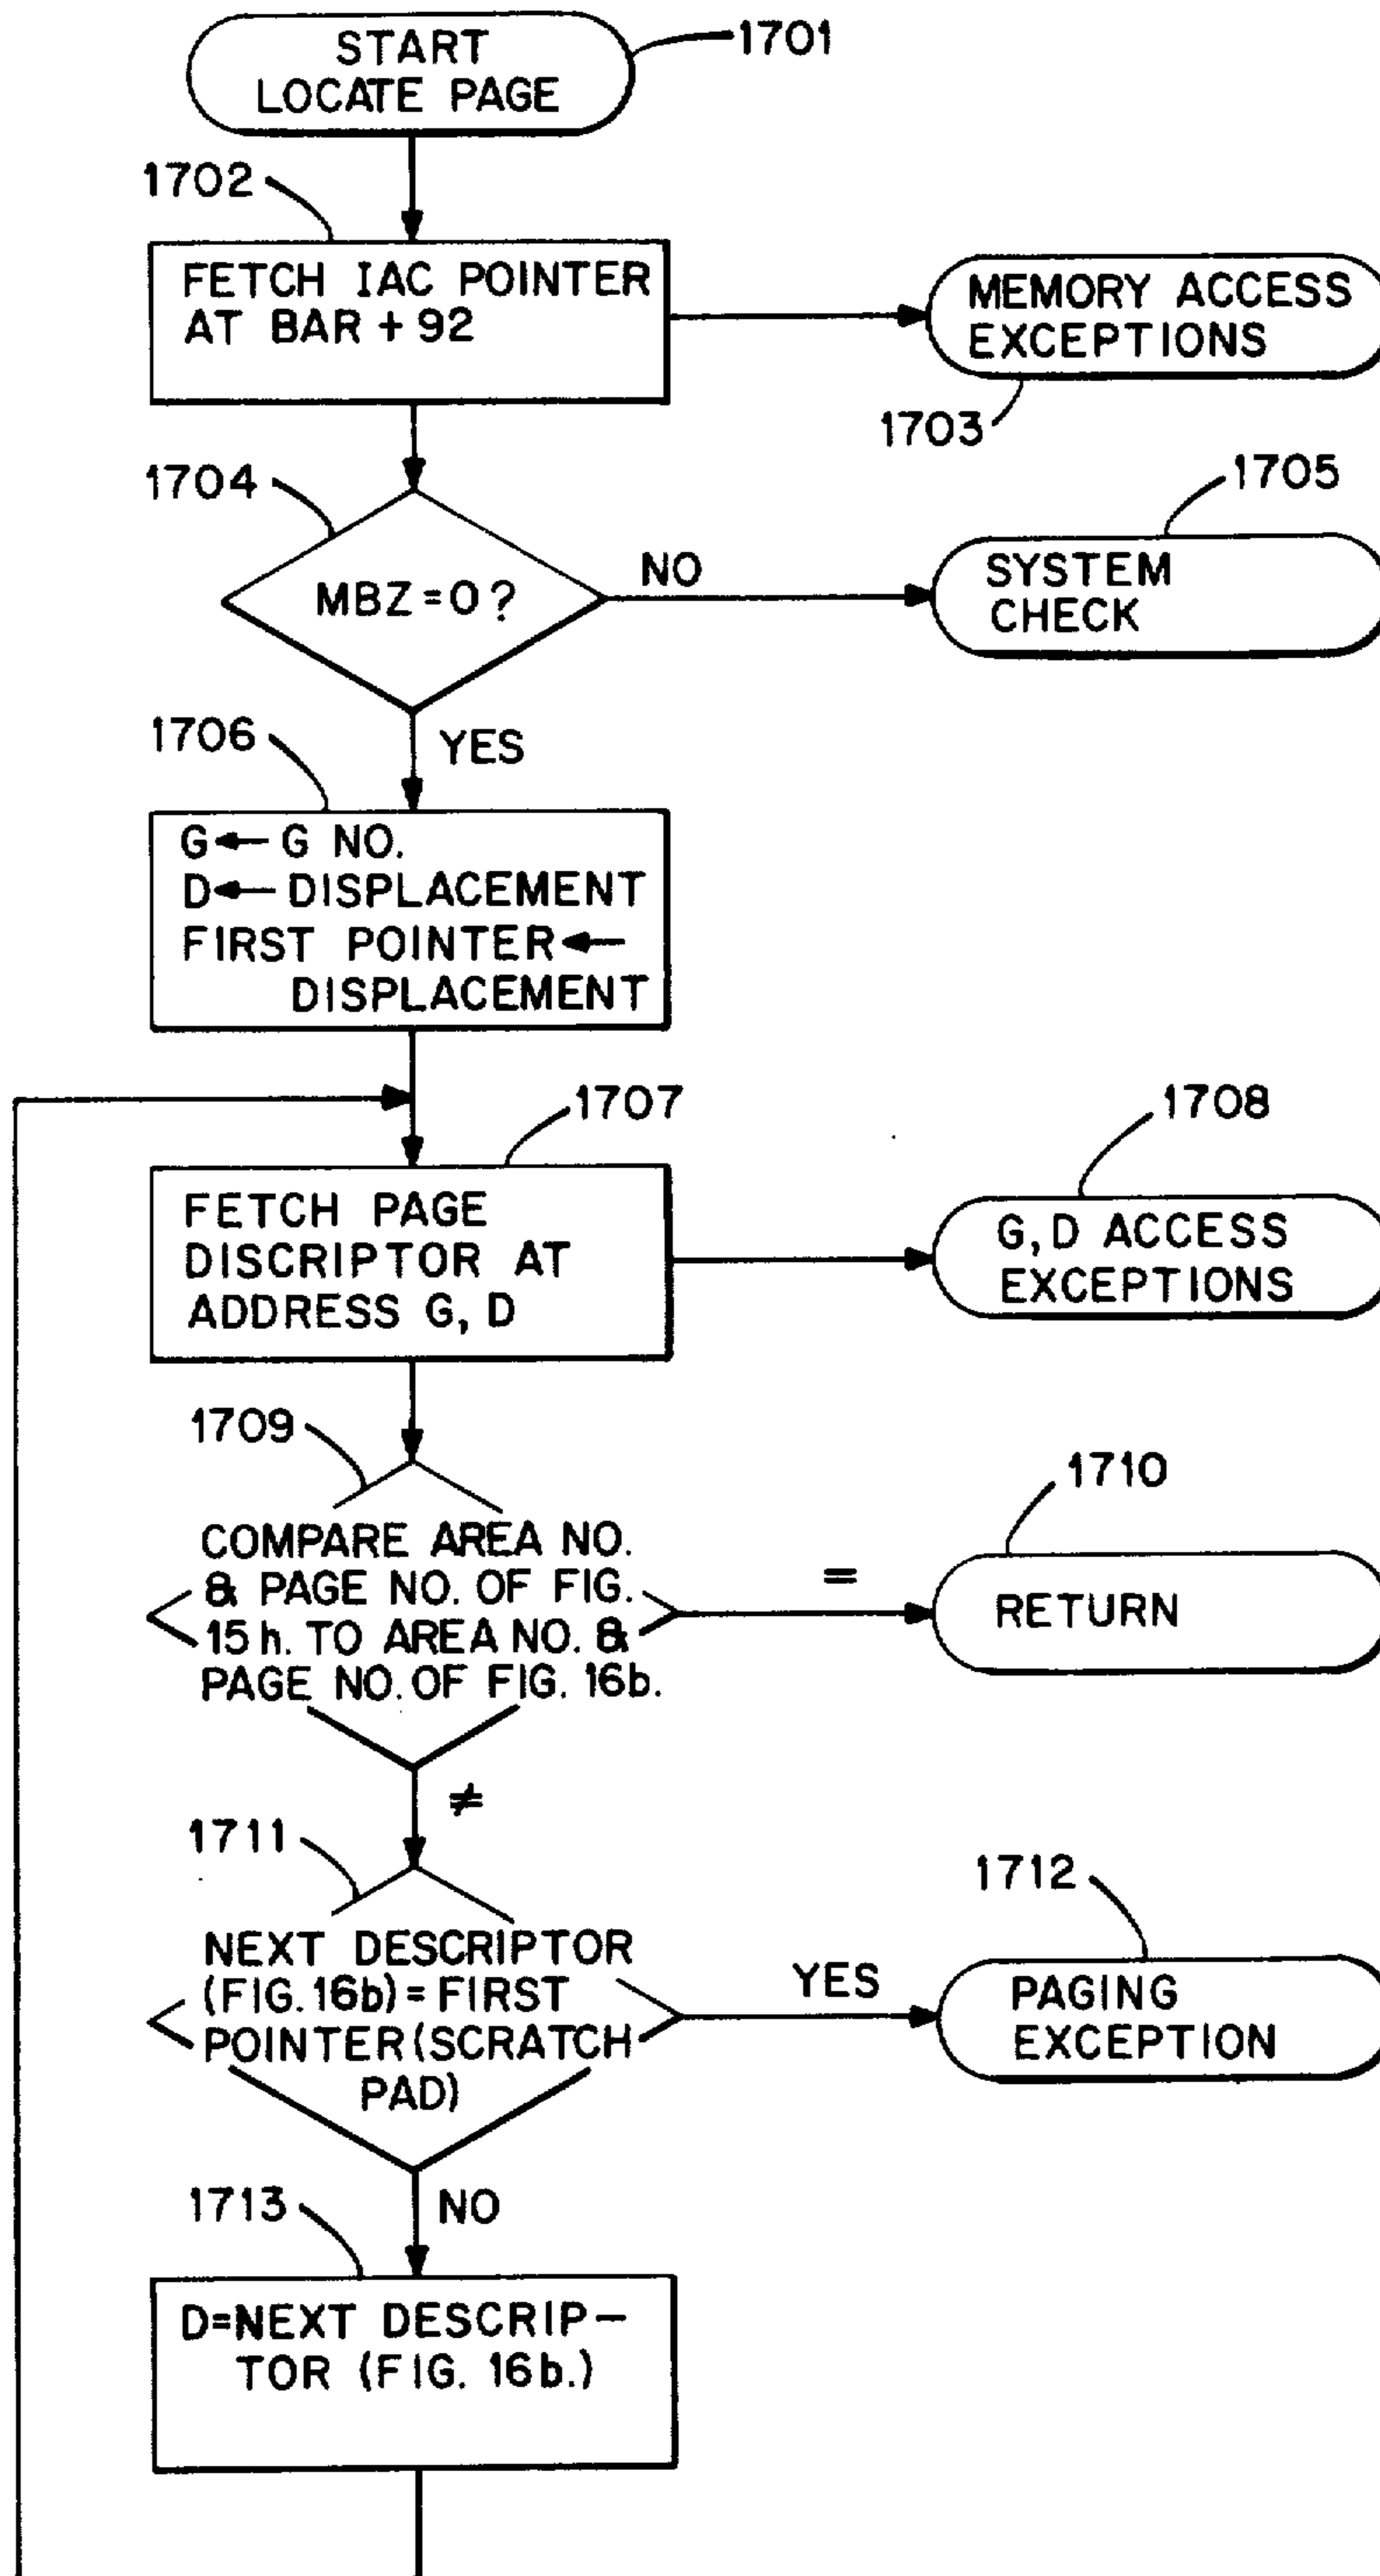 START
LOCATE PAGE
1701
1702
FETCH IAC POINTER
AT BAR + 92
MEMORY ACCESS
EXCEPTIONS
1703
1704
MBZ = 0 ?
NO
1705
SYSTEM
CHECK
YES
1706
G ← G NO.
D ← DISPLACEMENT
FIRST POINTER ←
DISPLACEMENT
1707
FETCH PAGE
DISCRIPTOR AT
ADDRESS G, D
1708
G, D ACCESS
EXCEPTIONS
1709
COMPARE AREA NO.
& PAGE NO. OF FIG.
15h. TO AREA NO. &
PAGE NO. OF FIG. 16b.
=
1710
RETURN
≠
1711
NEXT DESCRIPTOR
(FIG. 16b) = FIRST
POINTER (SCRATCH
PAD)
YES
1712
PAGING
EXCEPTION
NO
1713
D=NEXT DESCRIP-
TOR (FIG. 16b.)